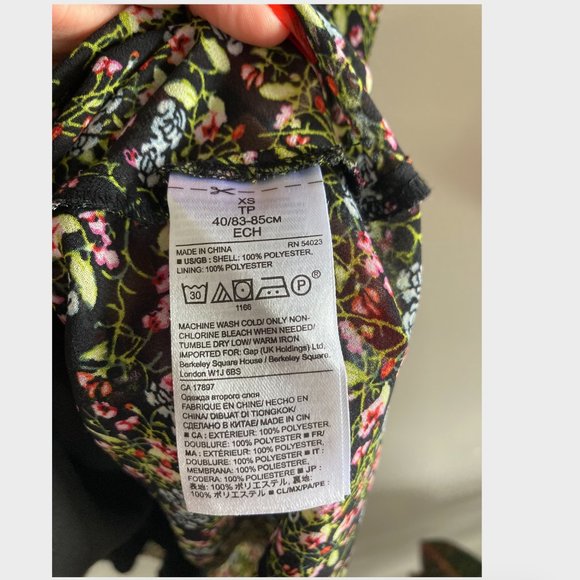 XS
TP
40/83-85CM
ECH
MADE IN CHINA RN 54023
■ US/GB : SHELL: 100% POLYESTER,
LINING: 100% POLYESTER
30 P ®
1166
MACHINE WASH COLD/ ONLY NON-
CHLORINE BLEACH WHEN NEEDED/
TUMBLE DRY LOW/ WARM IRON
IMPORTED FOR: Gap (UK Holdings) Ltd.
Berkeley Square House / Berkeley Square,
London W1J 6BS
CA 17897
Одежда второго слоя
FABRIQUE EN CHINE/ HECHO EN
CHINA/ DIBUAT DI TIONGKOK/
СДЕЛАНО В КИТАЕ/ MADE IN CIN
■ CA : EXTÉRIEUR: 100% POLYESTER,
DOUBLURE: 100% POLYESTER ■ FR/
MA : EXTÉRIEUR: 100% POLYESTER,
DOUBLURE: 100% POLYESTER ■ IT :
MEMBRANA: 100% POLIESTERE,
FODERA: 100% POLIESTERE ■ JP :
表地: 100% ポリエステル, 裏地:
100% ポリエステル ■ CL/MX/PA/PE :